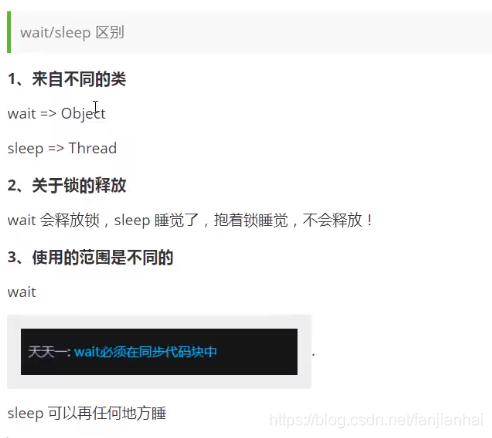 wait/sleep 区别
1、来自不同的类
wait => Object
sleep => Thread
2、关于锁的释放
wait 会释放锁，sleep 睡觉了，抱着锁睡觉，不会释放！
3、使用的范围是不同的
wait
天天一: wait必须在同步代码块中
.
sleep 可以再任何地方睡
https://blog.csdn.net/fanjianhai